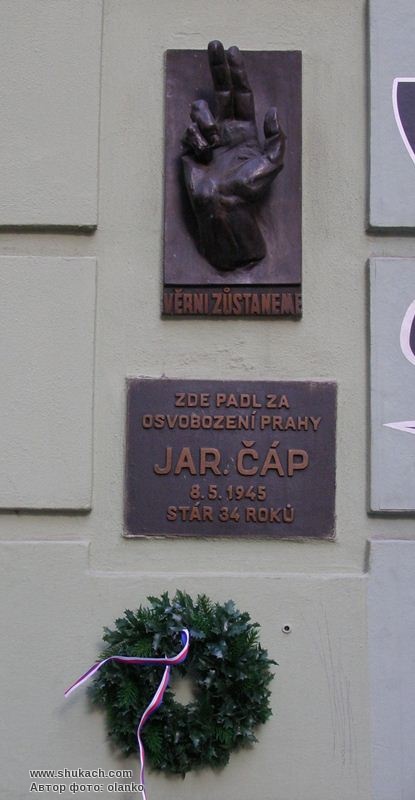 VĚRNI ZŮSTANEME
ZDE PADL ZA
OSVOBOZENÍ PRAHY
JAR. ČÁP
8. 5. 1945
STÁR 34 ROKŮ
www.shukach.com
Автор фото: olanko